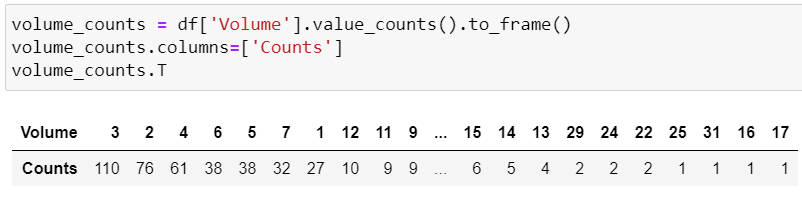 volume_counts = df['Volume'].value_counts().to_frame()
volume_counts.columns=['Counts']
volume_counts.T
Volume 3 2 4 6 5 7 1 12 11 9 ... 15 14 13 29 24 22 25 31 16 17
Counts 110 76 61 38 38 32 27 10 9 9 ... 6 5 4 2 2 2 1 1 1 1